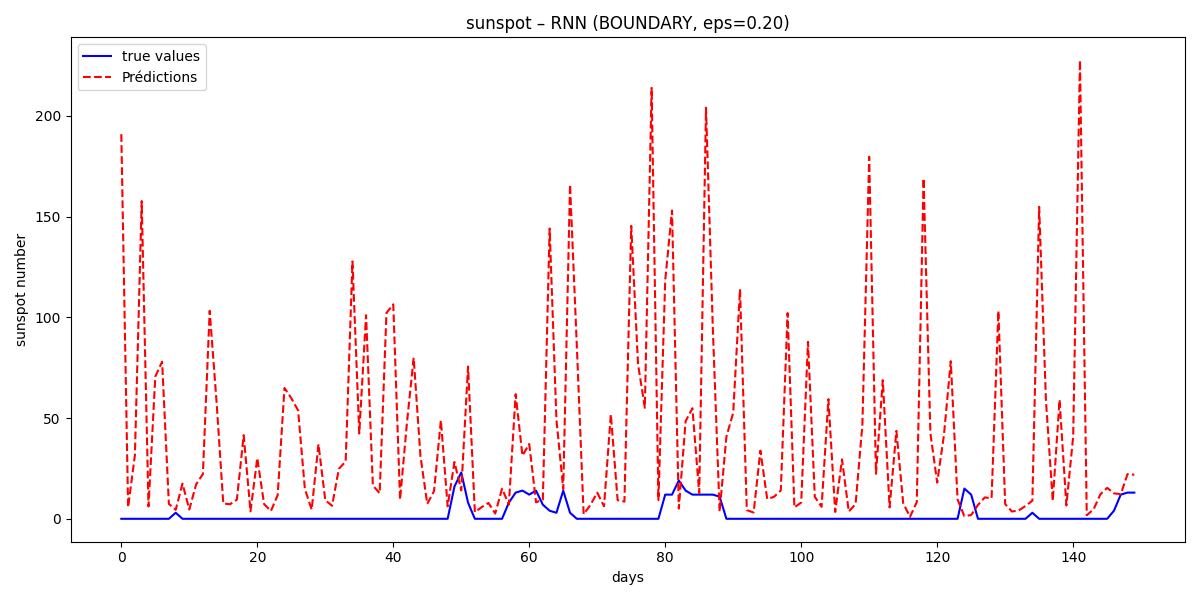 sunspot – RNN (BOUNDARY, eps=0.20)
true values
Prédictions
sunspot number
200
150
100
50
0
0 20 40 60 80 100 120 140
days